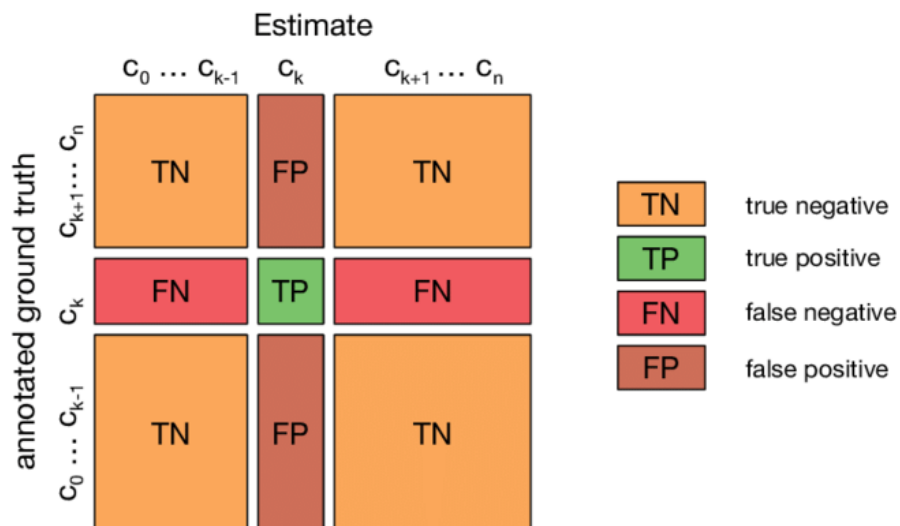 Estimate
c₀ ... cₖ₋₁ cₖ cₖ₊₁ ... cₙ
annotated ground truth
cₖ₊₁ ... cₙ
TN FP TN
cₖ
FN TP FN
c₀ ... cₖ₋₁
TN FP TN
TN true negative
TP true positive
FN false negative
FP false positive